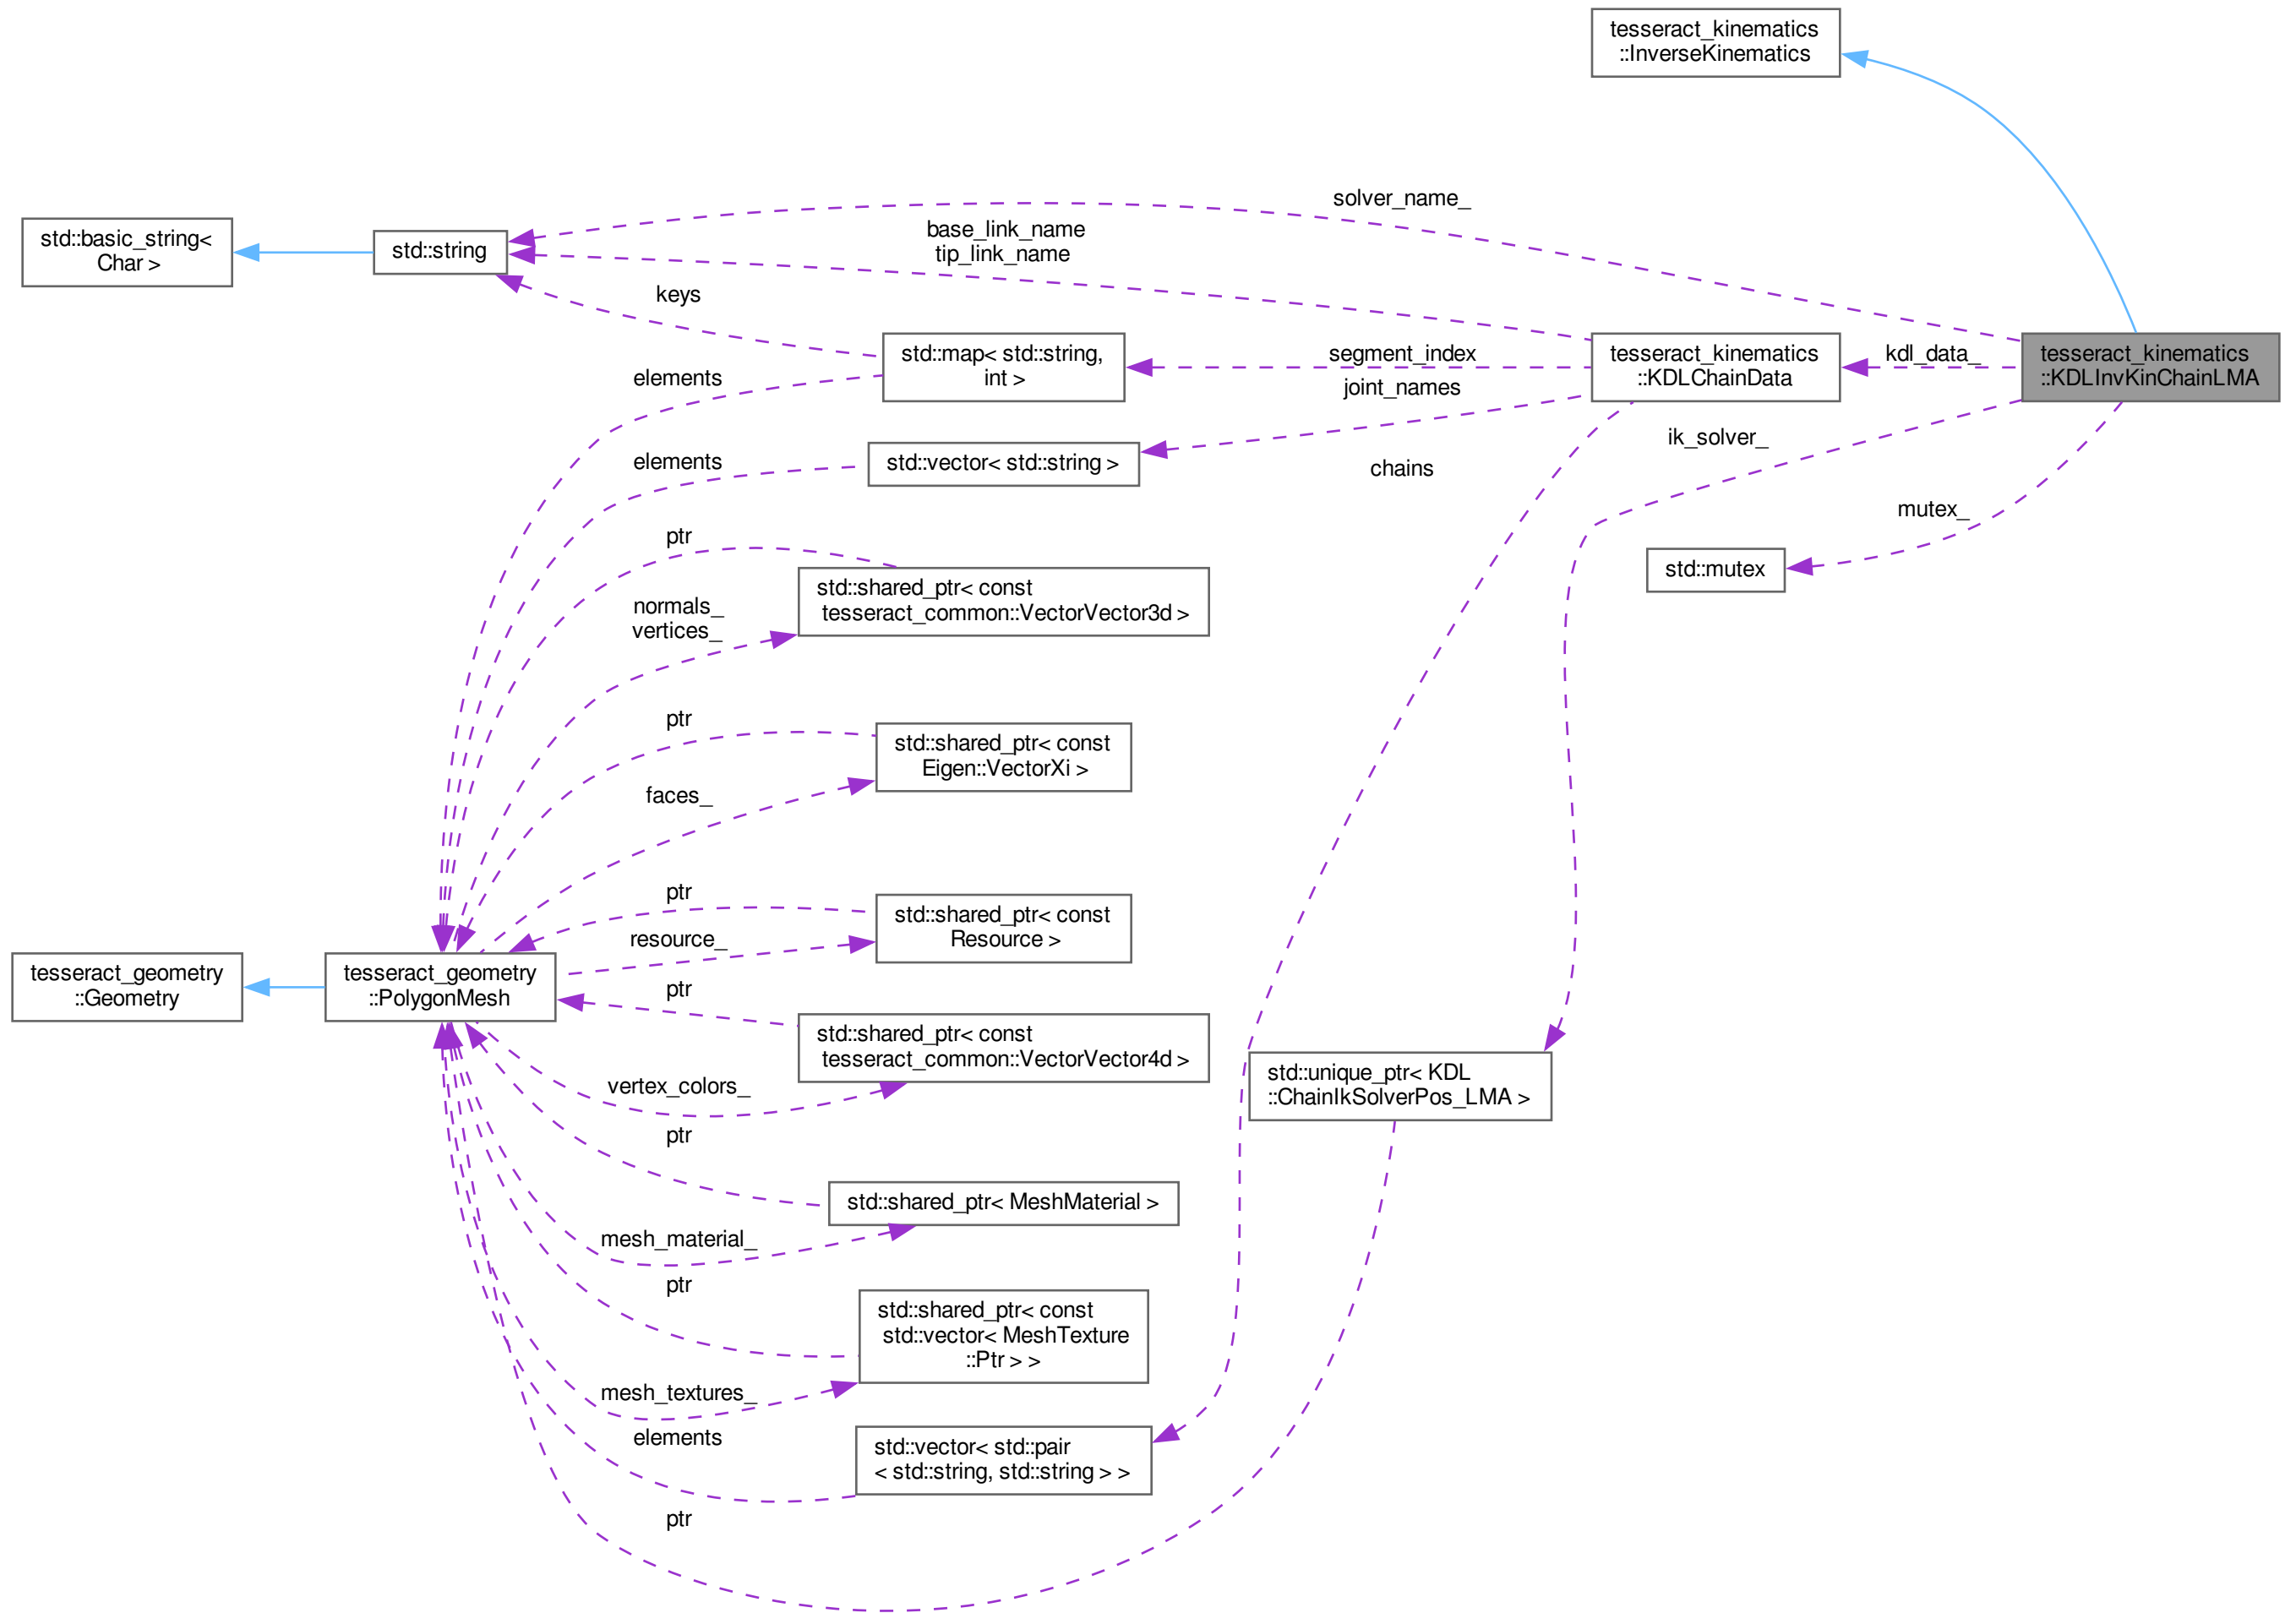 tesseract_kinematics
::InverseKinematics
solver_name_
base_link_name
tip_link_name
std::basic_string<
Char >
std::string
keys
std::map< std::string,
int >
segment_index
joint_names
tesseract_kinematics
::KDLChainData
kdl_data_
tesseract_kinematics
::KDLInvKinChainLMA
elements
elements
std::vector< std::string >
chains
ik_solver_
mutex_
std::mutex
ptr
std::shared_ptr< const
tesseract_common::VectorVector3d >
normals_
vertices_
ptr
std::shared_ptr< const
Eigen::VectorXi >
faces_
ptr
std::shared_ptr< const
Resource >
resource_
tesseract_geometry
::Geometry
tesseract_geometry
::PolygonMesh
ptr
std::shared_ptr< const
tesseract_common::VectorVector4d >
vertex_colors_
std::unique_ptr< KDL
::ChainIkSolverPos_LMA >
ptr
std::shared_ptr< MeshMaterial >
mesh_material_
ptr
std::shared_ptr< const
std::vector< MeshTexture
::Ptr > >
mesh_textures_
elements
std::vector< std::pair
< std::string, std::string > >
ptr